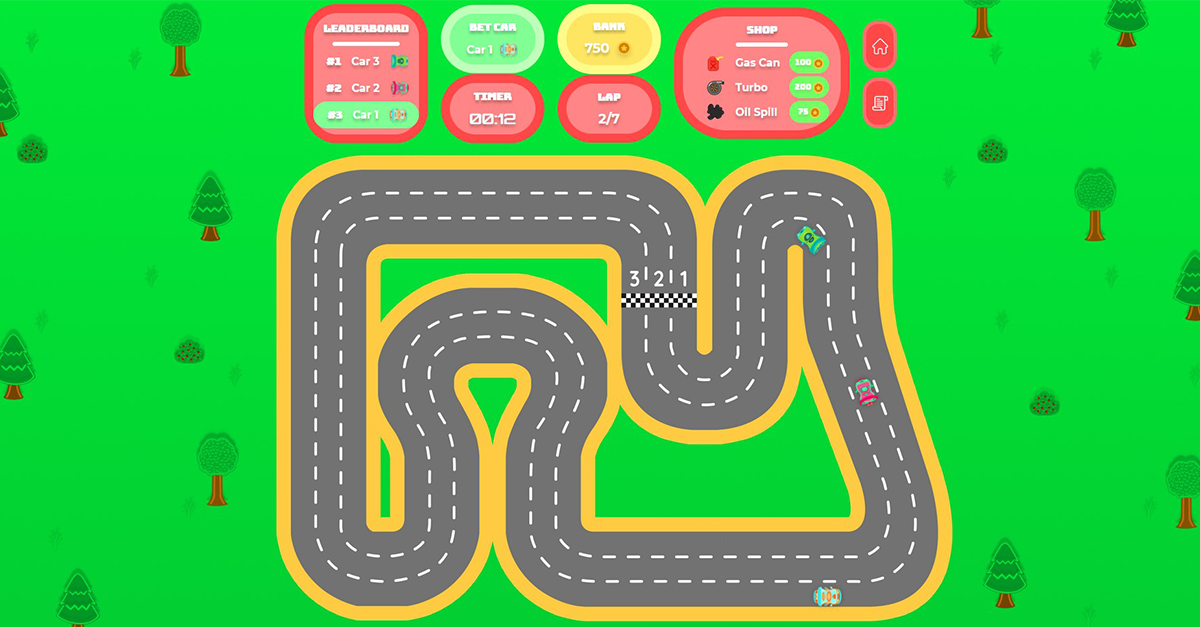 LEADERBOARD
#1 Car 3
#2 Car 2
#3 Car 1
BET CAR
Car 1
TIMER
00:12
BANK
750
LAP
2/7
SHOP
Gas Can 100
Turbo 200
Oil Spill 75
3 2 1